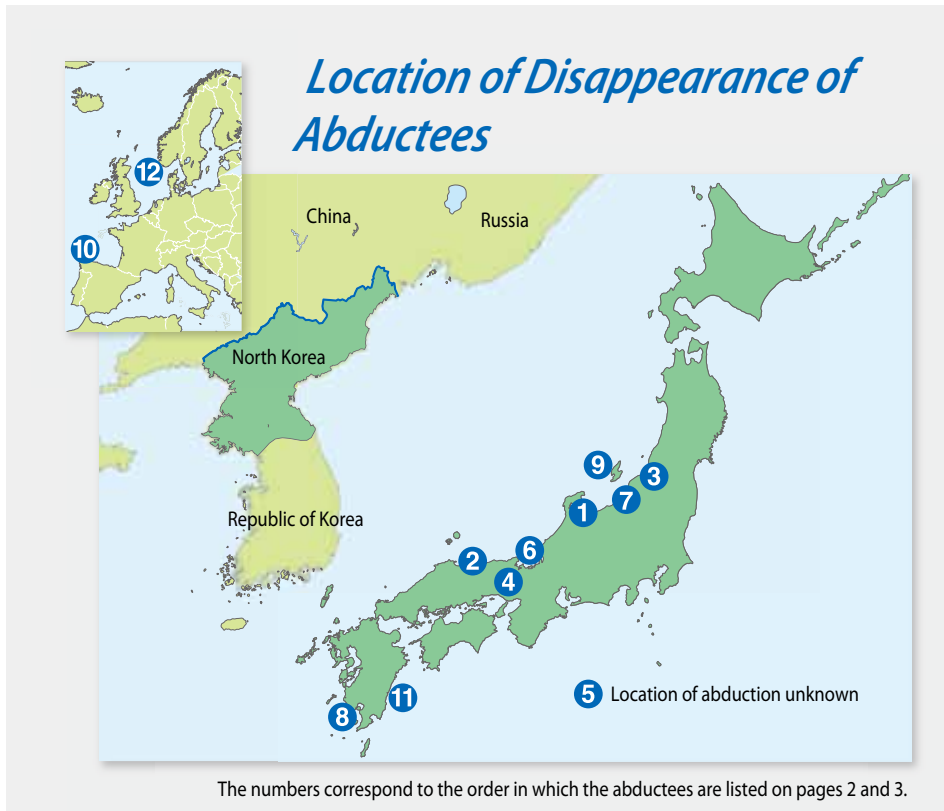 Location of Disappearance of
Abductees
12
10
China
Russia
North Korea
Republic of Korea
9
3
7
1
6
2
4
5 Location of abduction unknown
11
8
The numbers correspond to the order in which the abductees are listed on pages 2 and 3.